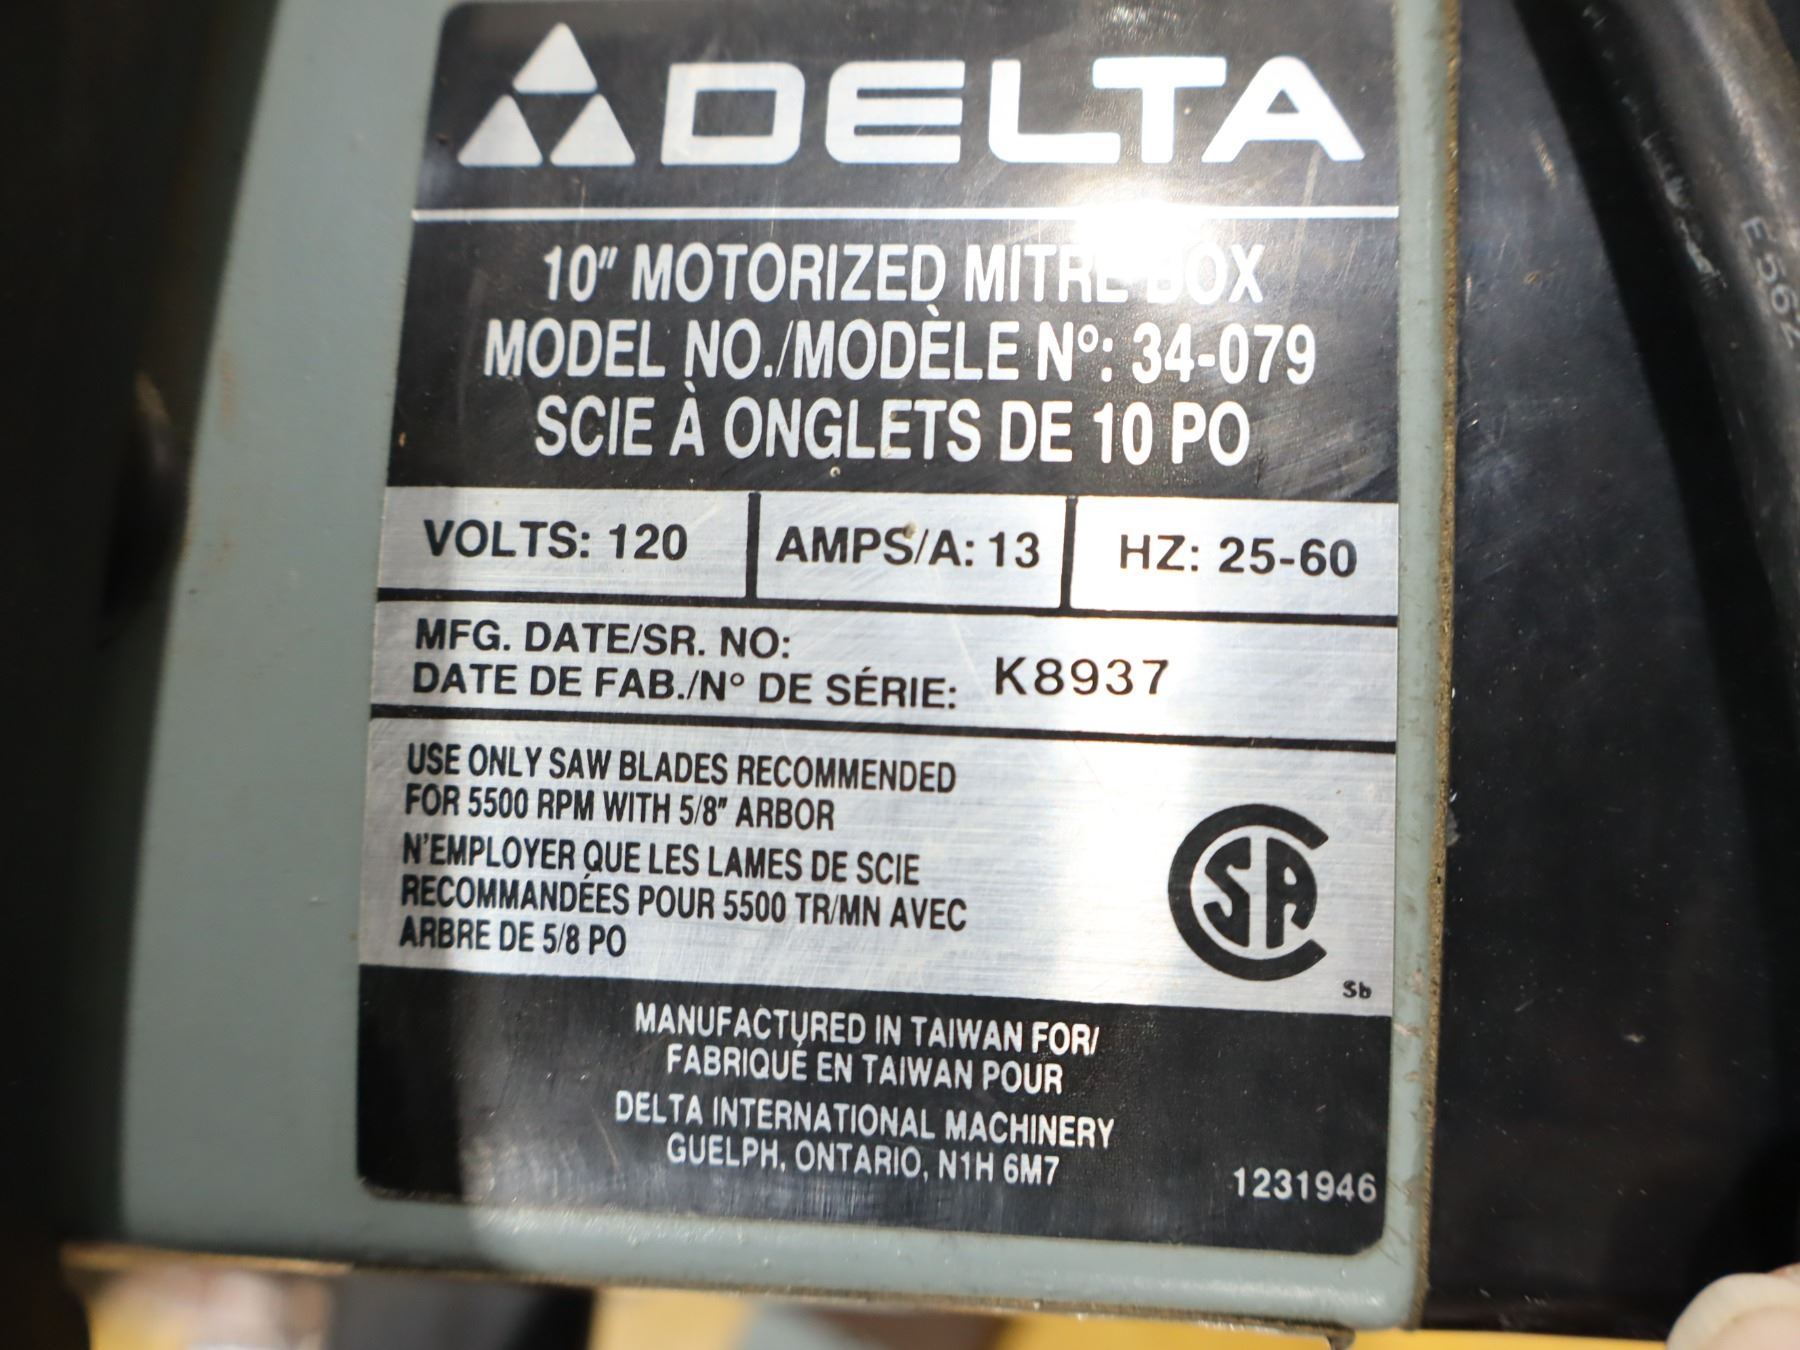 DELTA
10" MOTORIZED MITRE BOX
MODEL NO./MODÈLE Nº: 34-079
SCIE À ONGLETS DE 10 PO
VOLTS: 120
AMPS/A: 13
HZ: 25-60
MFG. DATE/SR. NO:
DATE DE FAB./Nº DE SÉRIE: K8937
USE ONLY SAW BLADES RECOMMENDED
FOR 5500 RPM WITH 5/8" ARBOR
N'EMPLOYER QUE LES LAMES DE SCIE
RECOMMANDÉES POUR 5500 TR/MN AVEC
ARBRE DE 5/8 PO
CSA
Sb
MANUFACTURED IN TAIWAN FOR/
FABRIQUE EN TAIWAN POUR
DELTA INTERNATIONAL MACHINERY
GUELPH, ONTARIO, N1H 6M7
1231946